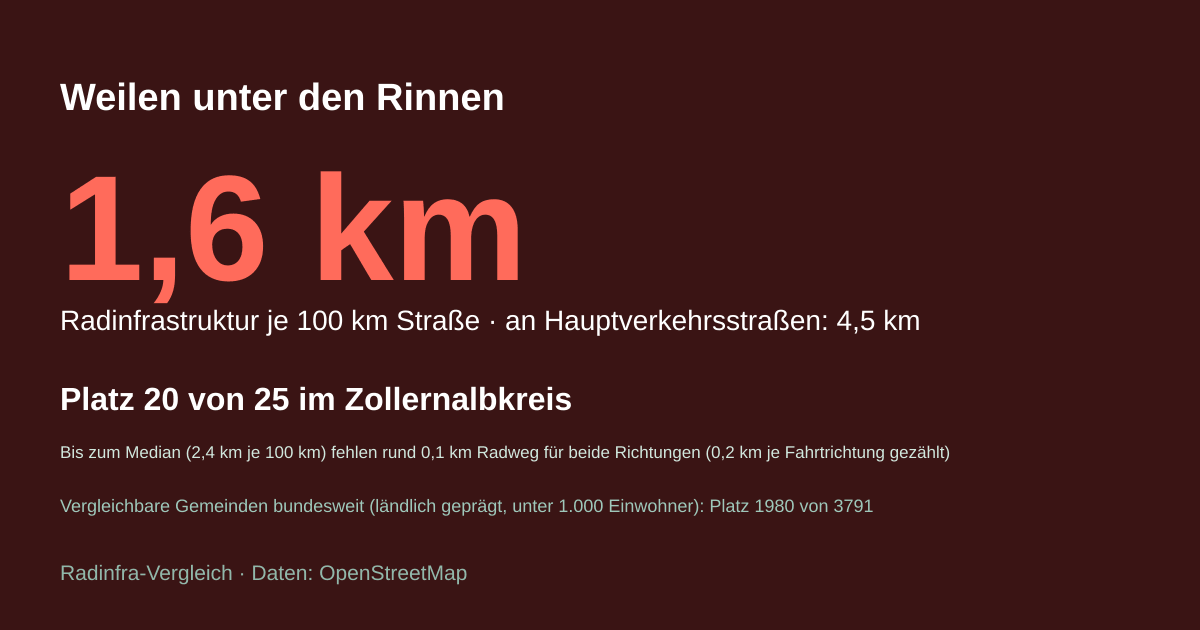 Weilen unter den Rinnen
1,6 km
Radinfrastruktur je 100 km Straße · an Hauptverkehrsstraßen: 4,5 km
Platz 20 von 25 im Zollernalbkreis
Bis zum Median (2,4 km je 100 km) fehlen rund 0,1 km Radweg für beide Richtungen (0,2 km je Fahrtrichtung gezählt)
Vergleichbare Gemeinden bundesweit (ländlich geprägt, unter 1.000 Einwohner): Platz 1980 von 3791
Radinfra-Vergleich · Daten: OpenStreetMap